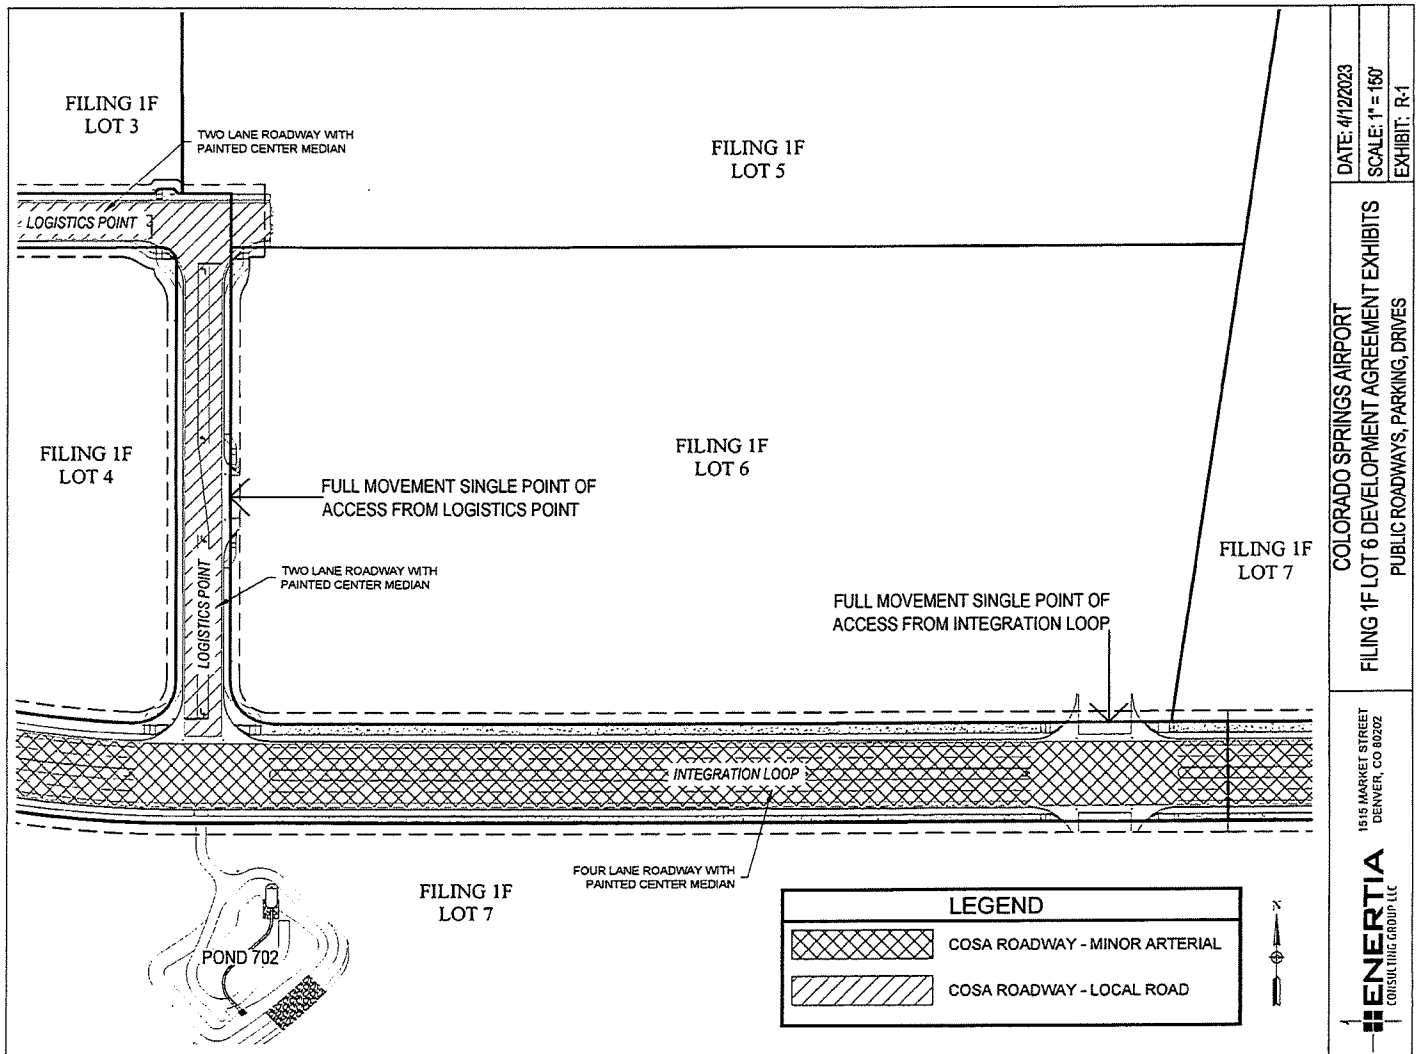 FILING 1F
LOT 3
TWO LANE ROADWAY WITH
PAINTED CENTER MEDIAN
FILING 1F
LOT 5
LOGISTICS POINT
FILING 1F
LOT 4
FILING 1F
LOT 6
FULL MOVEMENT SINGLE POINT OF
ACCESS FROM LOGISTICS POINT
TWO LANE ROADWAY WITH
PAINTED CENTER MEDIAN
LOGISTICS POINT
FILING 1F
LOT 7
FULL MOVEMENT SINGLE POINT OF
ACCESS FROM INTEGRATION LOOP
INTEGRATION LOOP
FOUR LANE ROADWAY WITH
PAINTED CENTER MEDIAN
FILING 1F
LOT 7
POND 702
LEGEND
COSA ROADWAY - MINOR ARTERIAL
COSA ROADWAY - LOCAL ROAD
N
DATE: 4/12/2023
SCALE: 1" = 150'
EXHIBIT: R-1
COLORADO SPRINGS AIRPORT
FILING 1F LOT 6 DEVELOPMENT AGREEMENT EXHIBITS
PUBLIC ROADWAYS, PARKING, DRIVES
1515 MARKET STREET
DENVER, CO 80202
ENERTIA
CONSULTING GROUP LLC